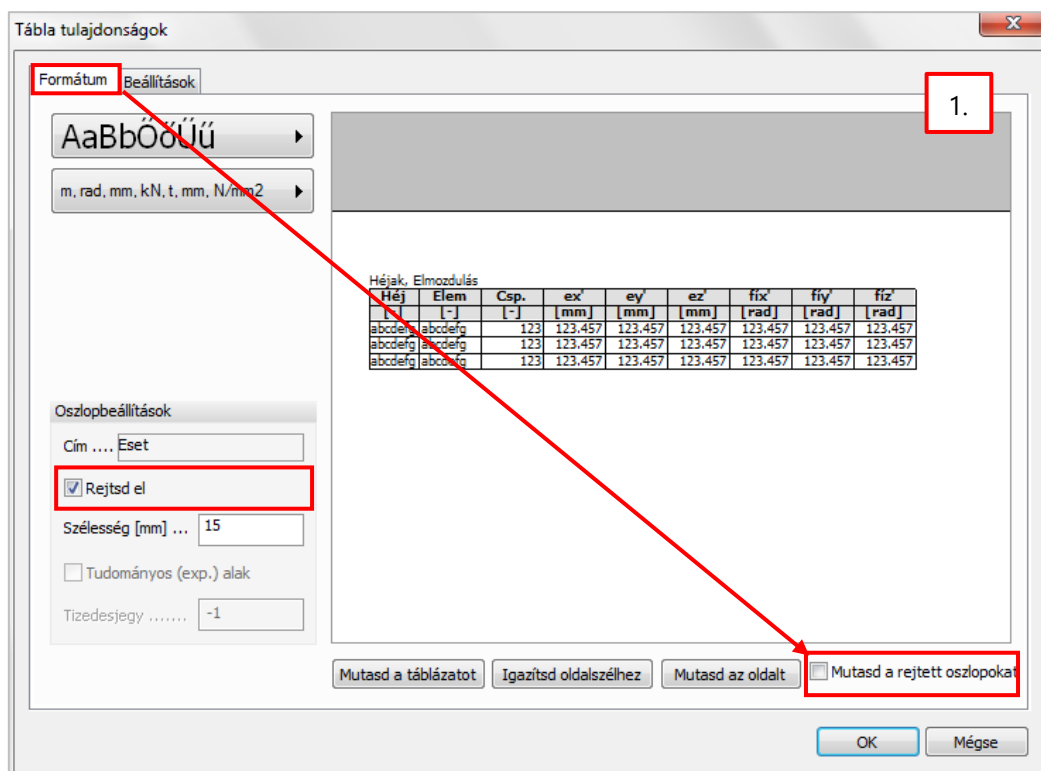 Tábla tulajdonságok
Formátum
Beállítások
1.
AaBbŐőŰű
m, rad, mm, kN, t, mm, N/mm2
Héjak, Elmozdulás
Héj Elem Csp. ex' ey' ez' fíx' fíy' fíz'
[-] [-] [-] [mm] [mm] [mm] [rad] [rad] [rad]
abcdefg abcdefg 123 123.457 123.457 123.457 123.457 123.457 123.457
abcdefg abcdefg 123 123.457 123.457 123.457 123.457 123.457 123.457
abcdefg abcdefg 123 123.457 123.457 123.457 123.457 123.457 123.457
Oszlopbeállítások
Cím .... Eset
Rejtsd el
Szélesség [mm] ... 15
Tudományos (exp.) alak
Tizedesjegy ....... -1
Mutasd a táblázatot Igazítsd oldalszélhez Mutasd az oldalt Mutasd a rejtett oszlopokat
OK Mégse